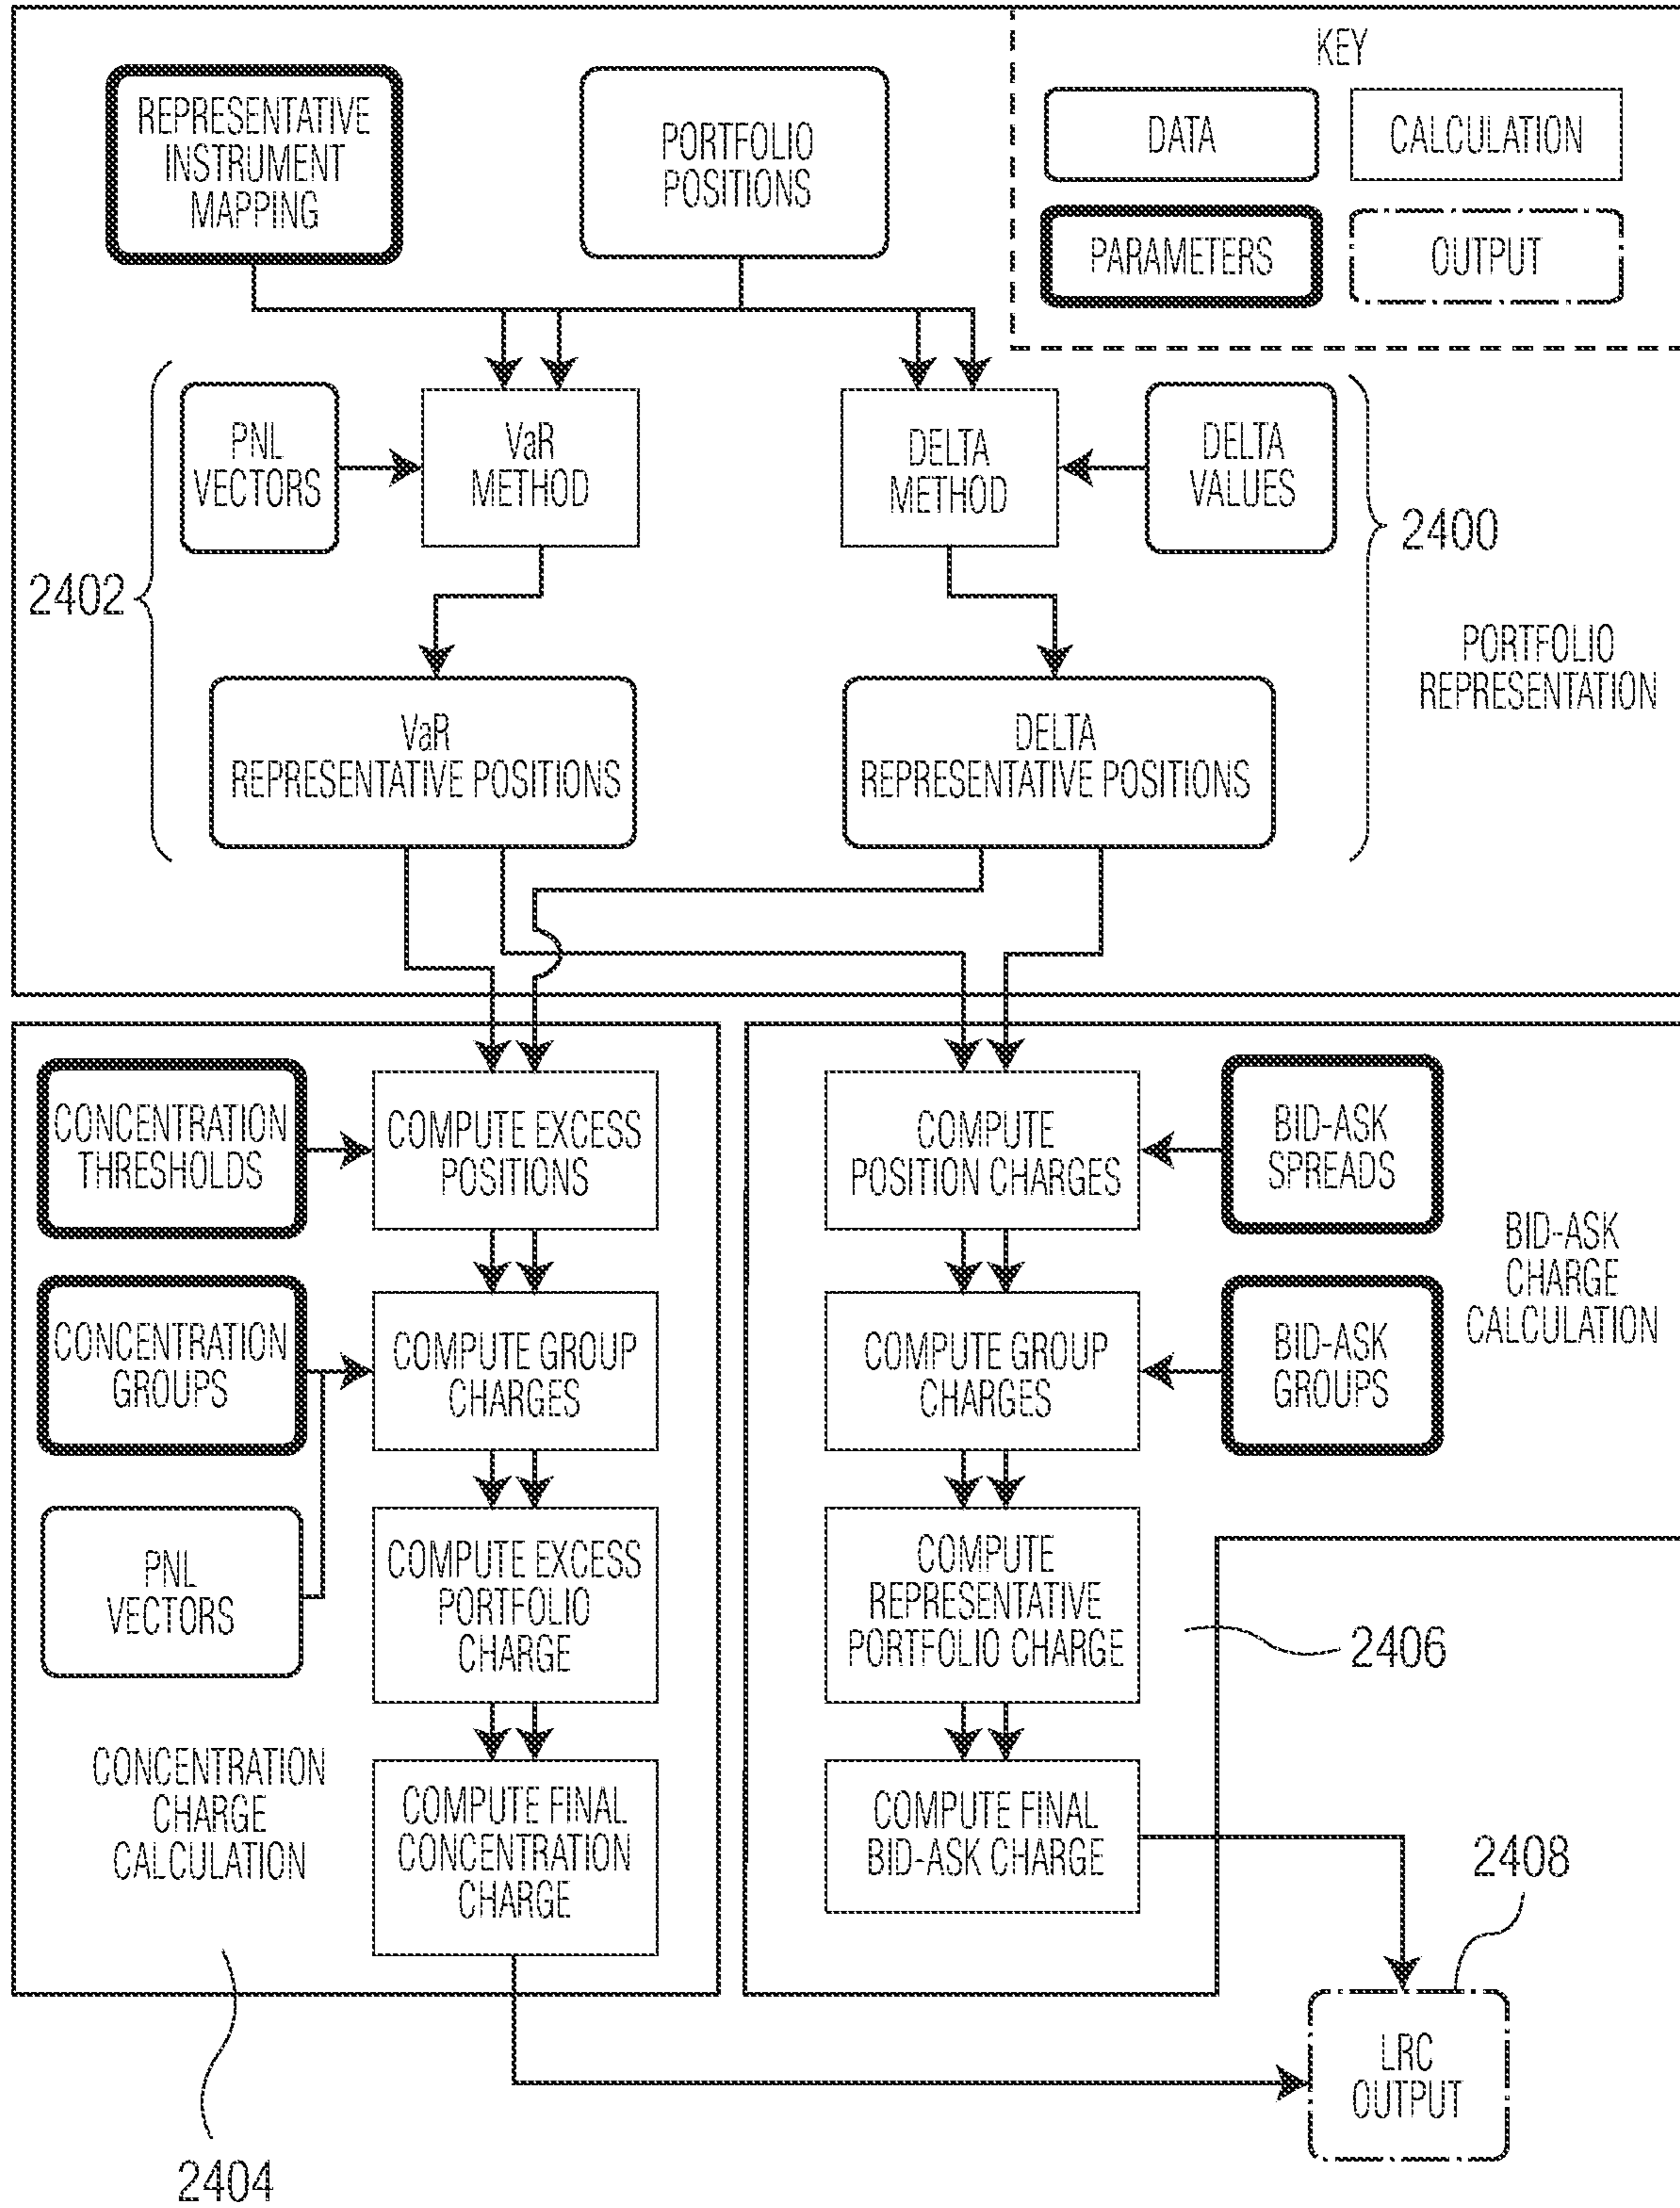 REPRESENTATIVE
INSTRUMENT
MAPPING
PORTFOLIO
POSITIONS
KEY
DATA
CALCULATION
PARAMETERS
OUTPUT
PNL
VECTORS
VaR
METHOD
DELTA
METHOD
DELTA
VALUES
2400
2402
PORTFOLIO
REPRESENTATION
VaR
REPRESENTATIVE POSITIONS
DELTA
REPRESENTATIVE POSITIONS
CONCENTRATION
THRESHOLDS
COMPUTE EXCESS
POSITIONS
CONCENTRATION
GROUPS
COMPUTE GROUP
CHARGES
PNL
VECTORS
COMPUTE EXCESS
PORTFOLIO
CHARGE
CONCENTRATION
CHARGE
CALCULATION
COMPUTE FINAL
CONCENTRATION
CHARGE
2404
COMPUTE
POSITION CHARGES
BID-ASK
SPREADS
BID-ASK
CHARGE
CALCULATION
COMPUTE GROUP
CHARGES
BID-ASK
GROUPS
COMPUTE
REPRESENTATIVE
PORTFOLIO CHARGE
2406
COMPUTE FINAL
BID-ASK CHARGE
2408
LRC
OUTPUT